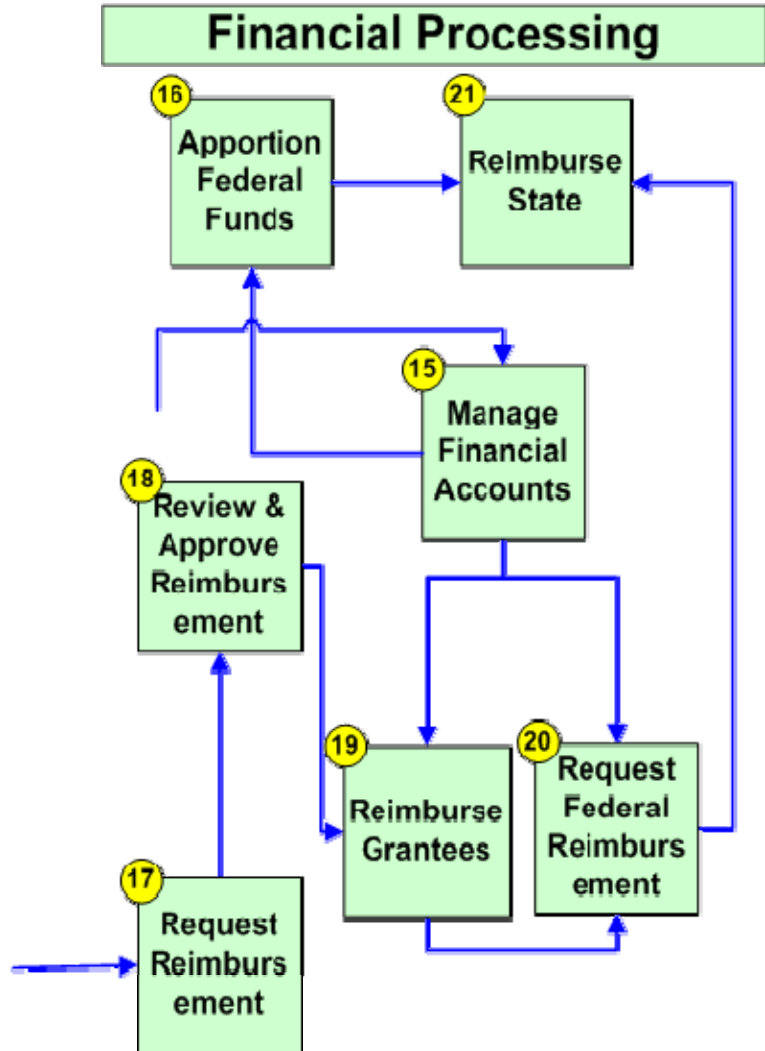 Financial Processing
16
Apportion
Federal
Funds
21
Reimburse
State
15
Manage
Financial
Accounts
18
Review &
Approve
Reimburs
ement
19
Reimburse
Grantees
20
Request
Federal
Reimburs
ement
17
Request
Reimburs
ement